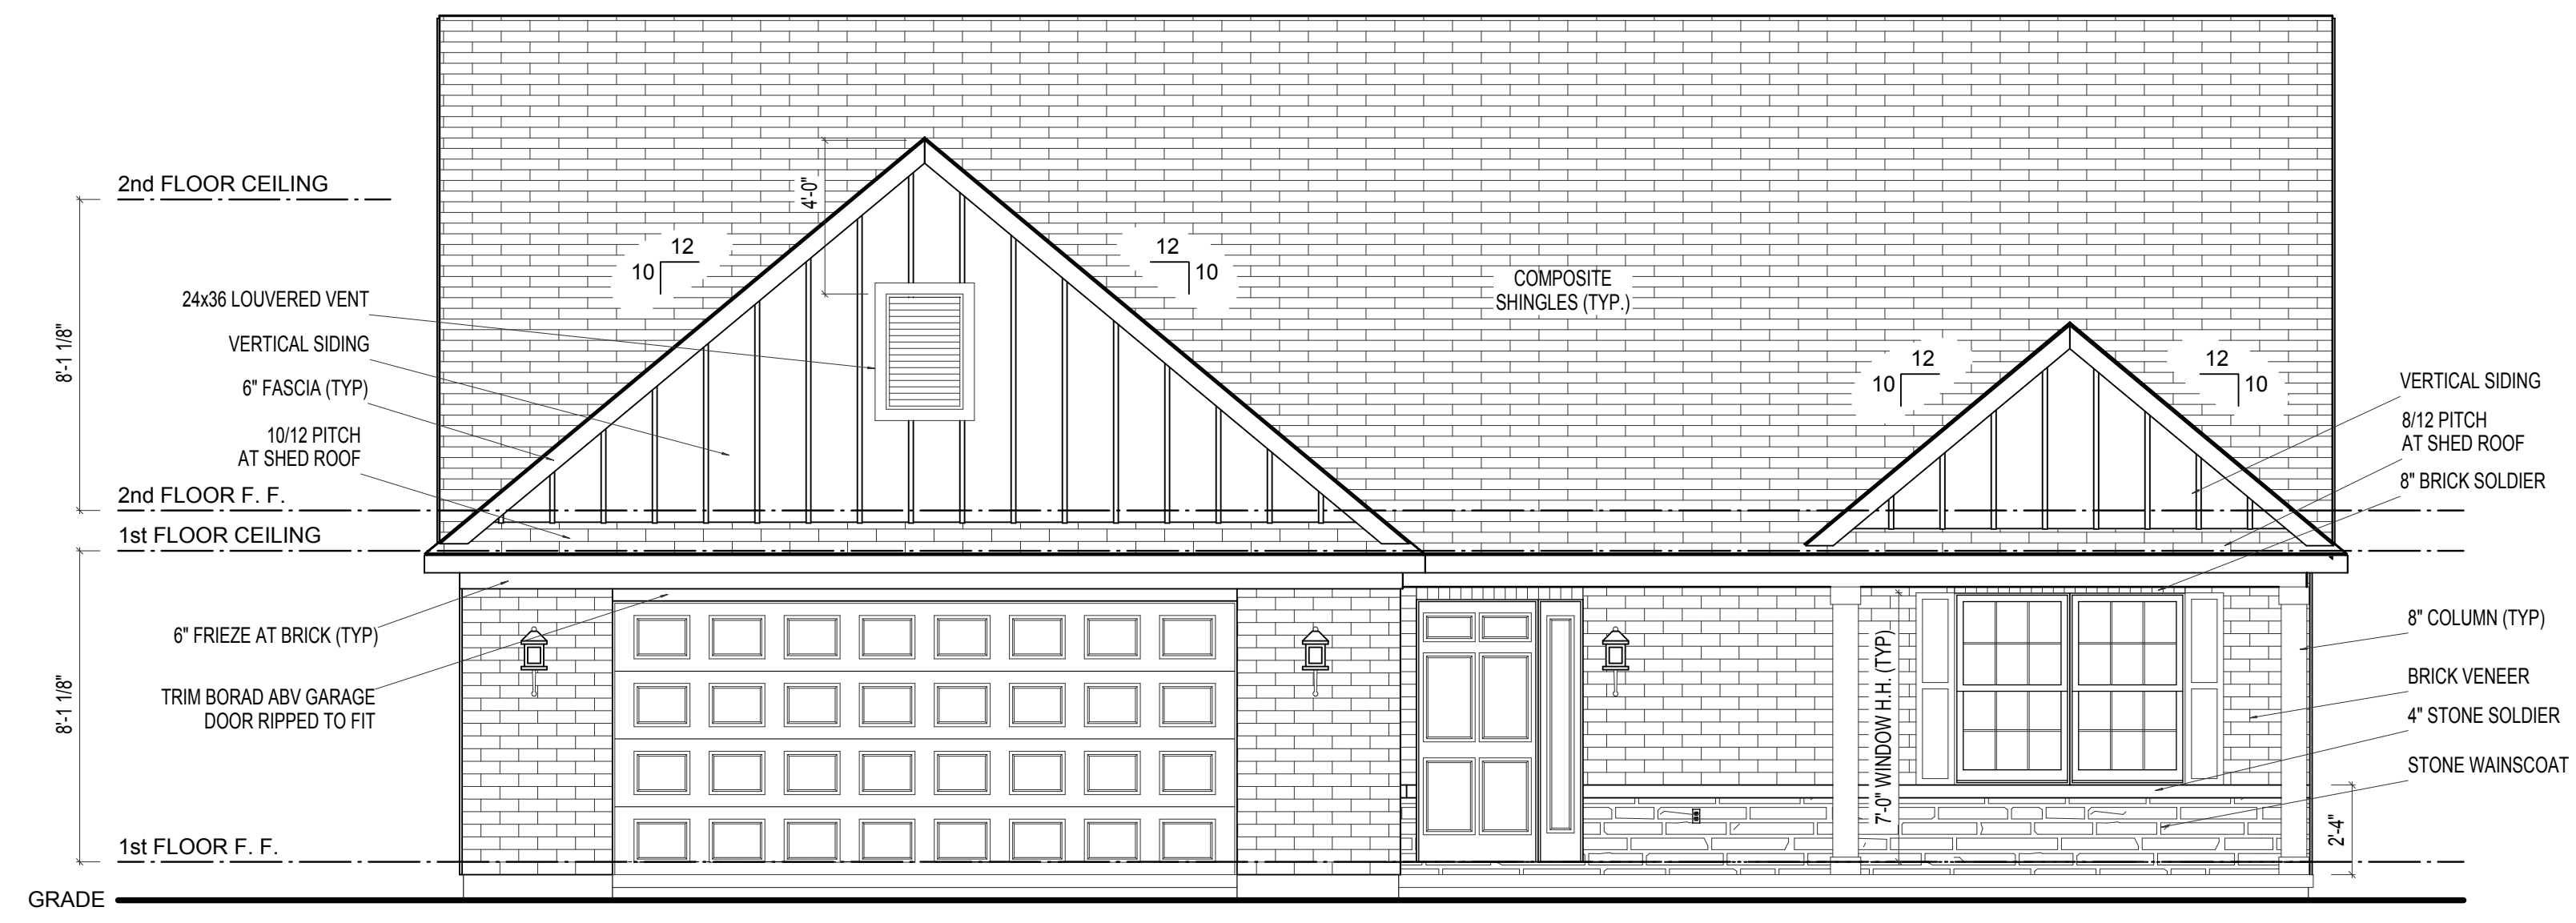 2nd FLOOR CEILING
4'-0"
12
10
12
10
24x36 LOUVERED VENT
COMPOSITE
SHINGLES (TYP.)
8'-1 1/8"
VERTICAL SIDING
6" FASCIA (TYP)
10/12 PITCH
AT SHED ROOF
12
10
12
10
VERTICAL SIDING
8/12 PITCH
AT SHED ROOF
8" BRICK SOLDIER
2nd FLOOR F. F.
1st FLOOR CEILING
6" FRIEZE AT BRICK (TYP)
8'-1 1/8"
TRIM BORAD ABV GARAGE
DOOR RIPPED TO FIT
7'-0" WINDOW H.H. (TYP)
8" COLUMN (TYP)
BRICK VENEER
4" STONE SOLDIER
STONE WAINSCOAT
2'-4"
1st FLOOR F. F.
GRADE